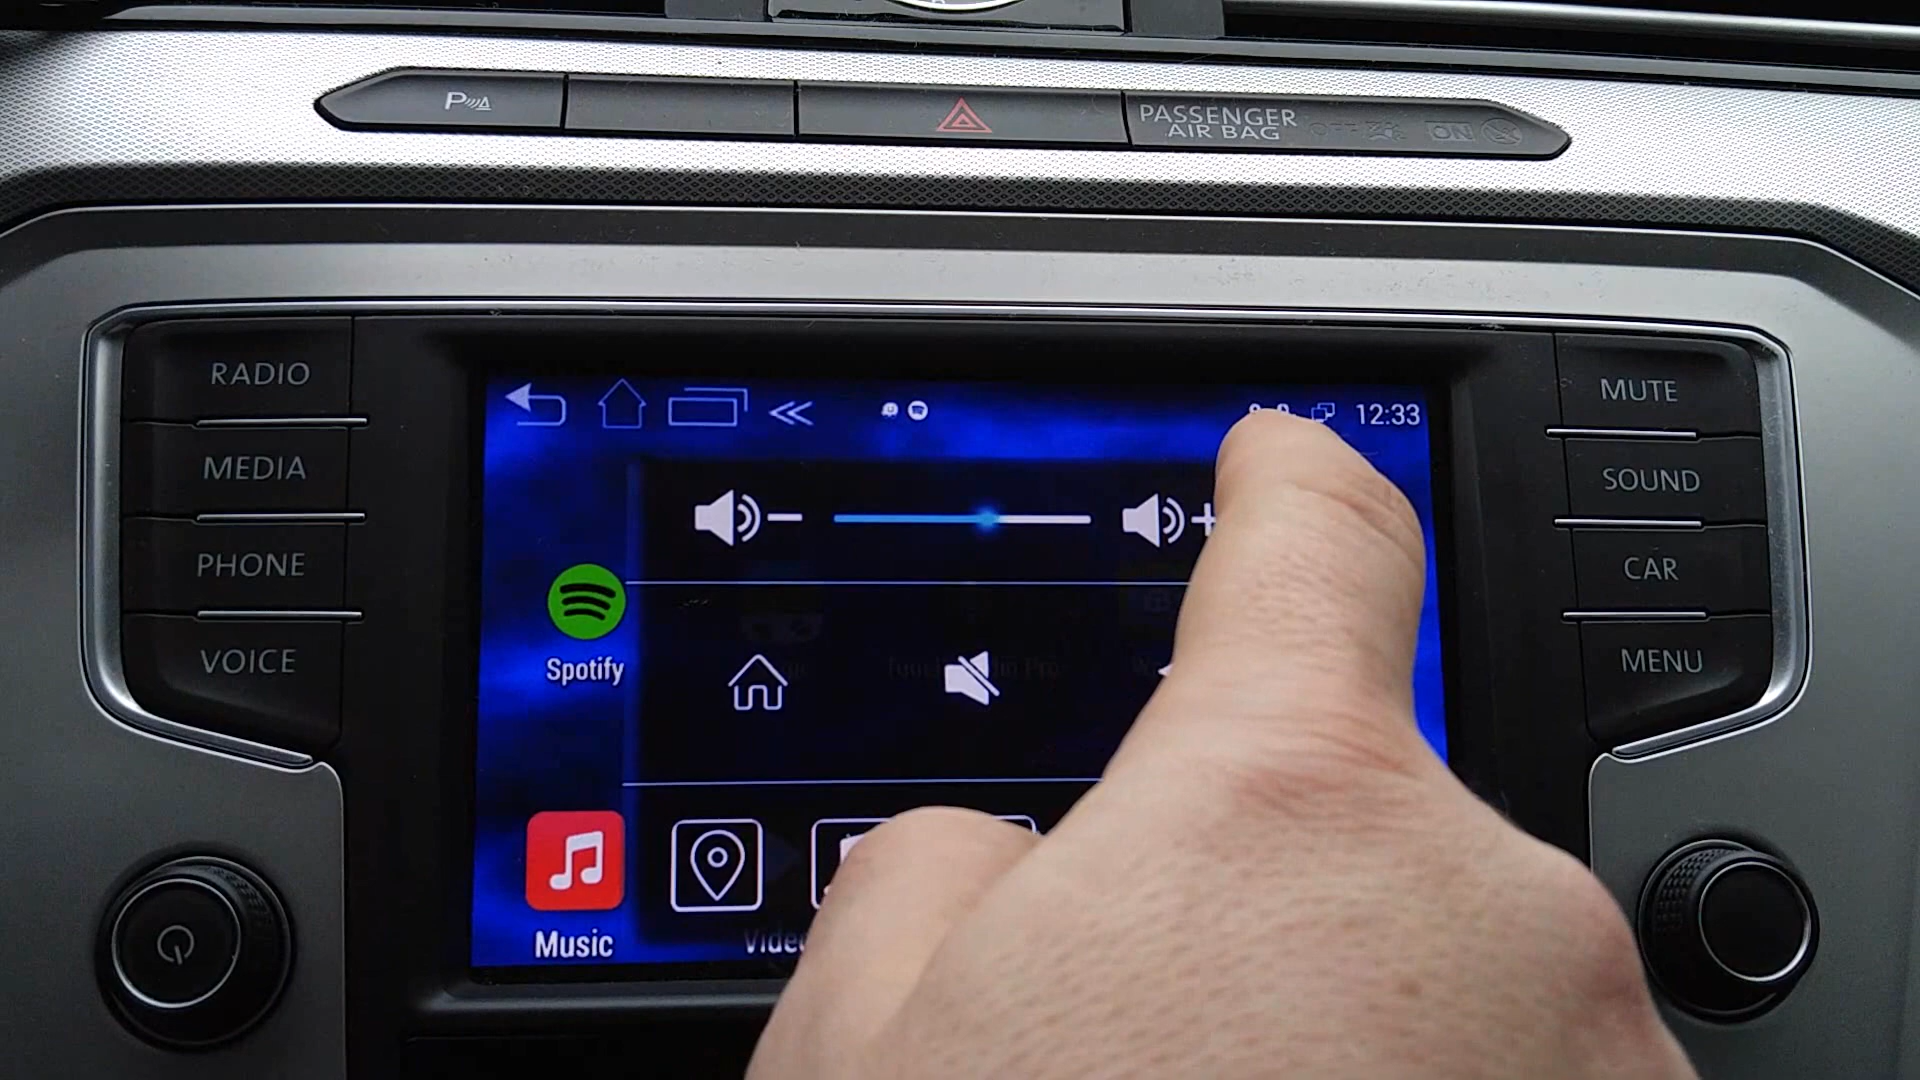 P
PASSENGER
AIR BAG
OFF
ON
RADIO
MEDIA
PHONE
VOICE
12:33
Spotify
Music
MUTE
SOUND
CAR
MENU